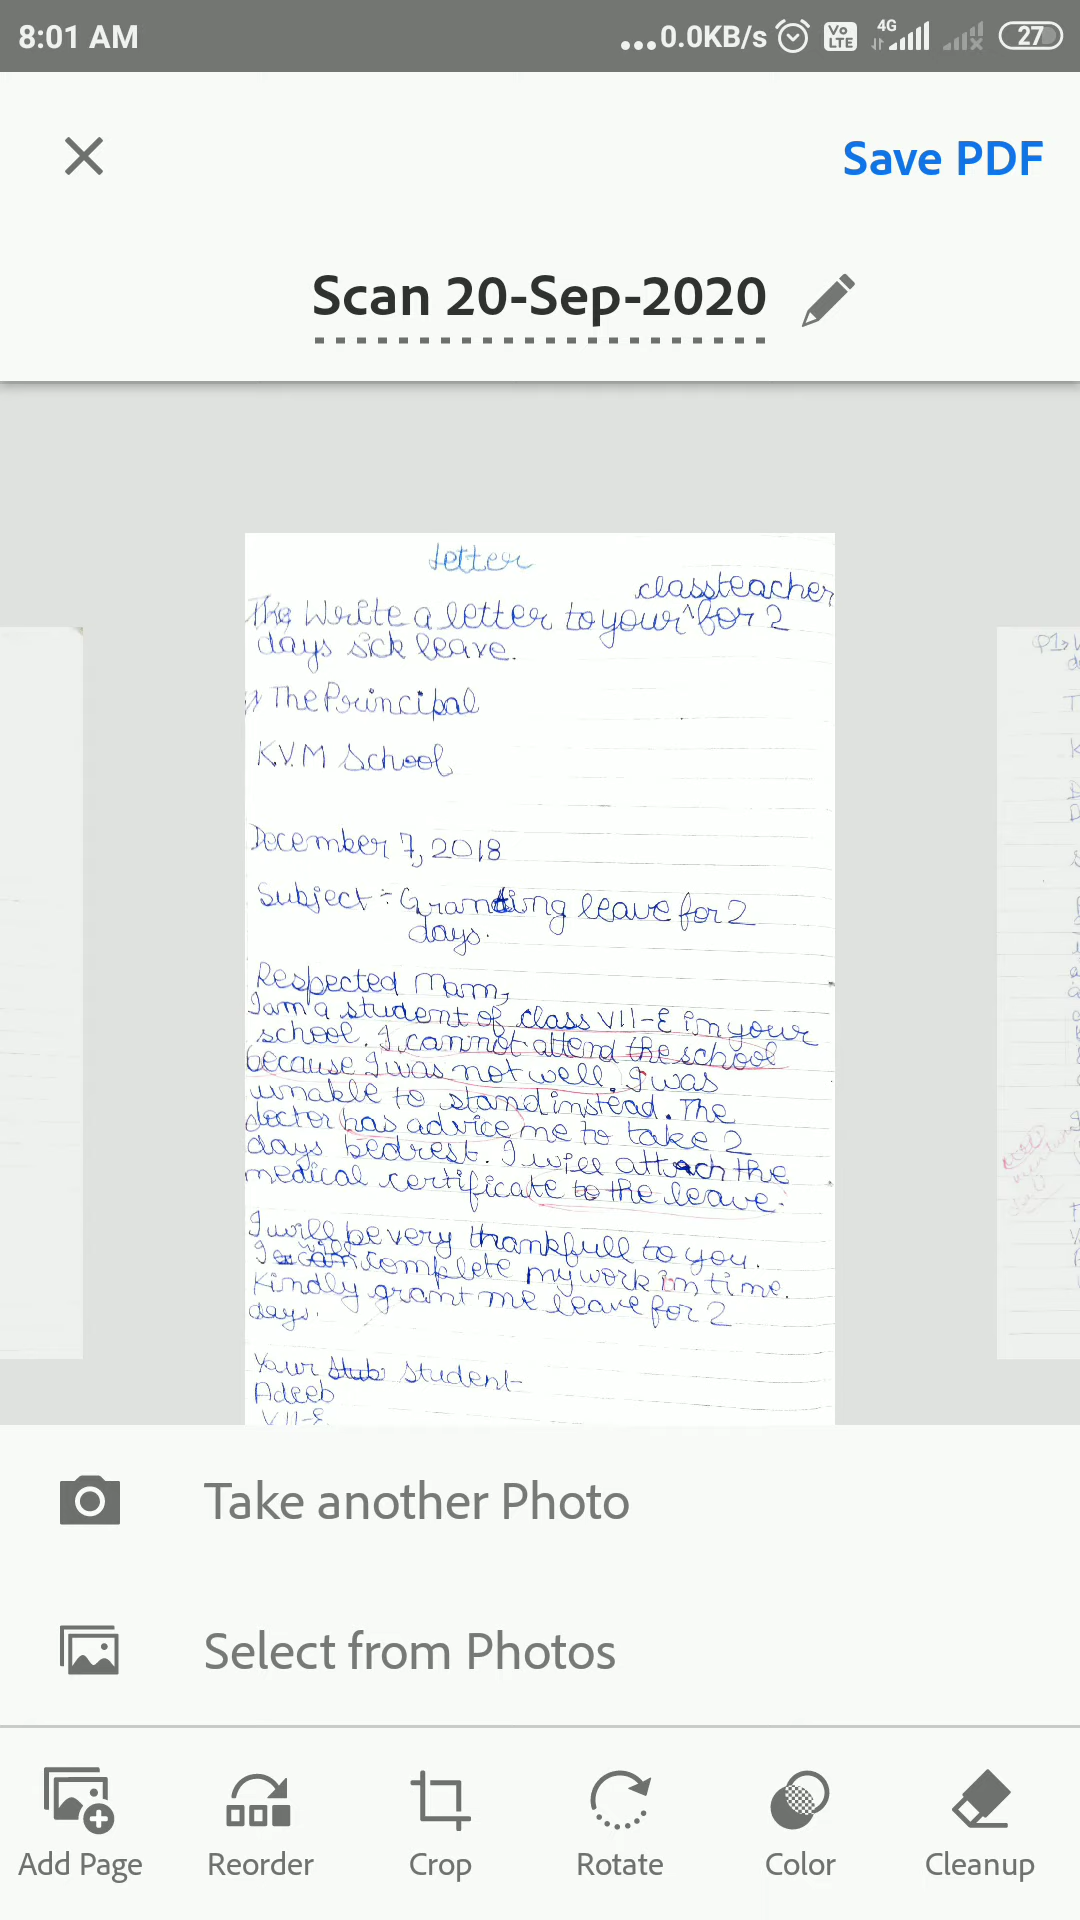 8:01 AM
...0.0KB/s
Vo LTE
4G
27
Save PDF
Scan 20-Sep-2020
Letter
classteacher
Write a letter to your ^ for 2
days sick leave.
The Principal
K.V.M School
December 7, 2018
Subject :- Granting leave for 2
days.
Respected Mam,
I am a student of class VII-E in your
school. I cannot attend the school
because I was not well. I was
unable to stand instead. The
doctor has advice me to take 2
days bedrest. I will attach the
medical certificate to the leave.
I will be very thankfull to you.
I will complete my work in time.
Kindly grant me leave for 2
days.
Your Stub student
Adeeb
VII-E
Take another Photo
Select from Photos
Add Page
Reorder
Crop
Rotate
Color
Cleanup